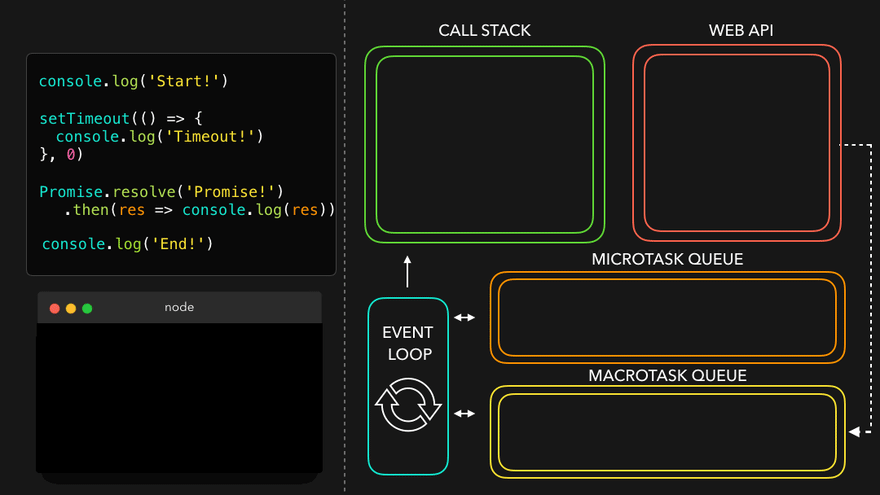 console.log('Start!')
setTimeout(() => {
  console.log('Timeout!')
}, 0)
Promise.resolve('Promise!')
   .then(res => console.log(res))
console.log('End!')
node
CALL STACK
WEB API
MICROTASK QUEUE
EVENT
LOOP
MACROTASK QUEUE